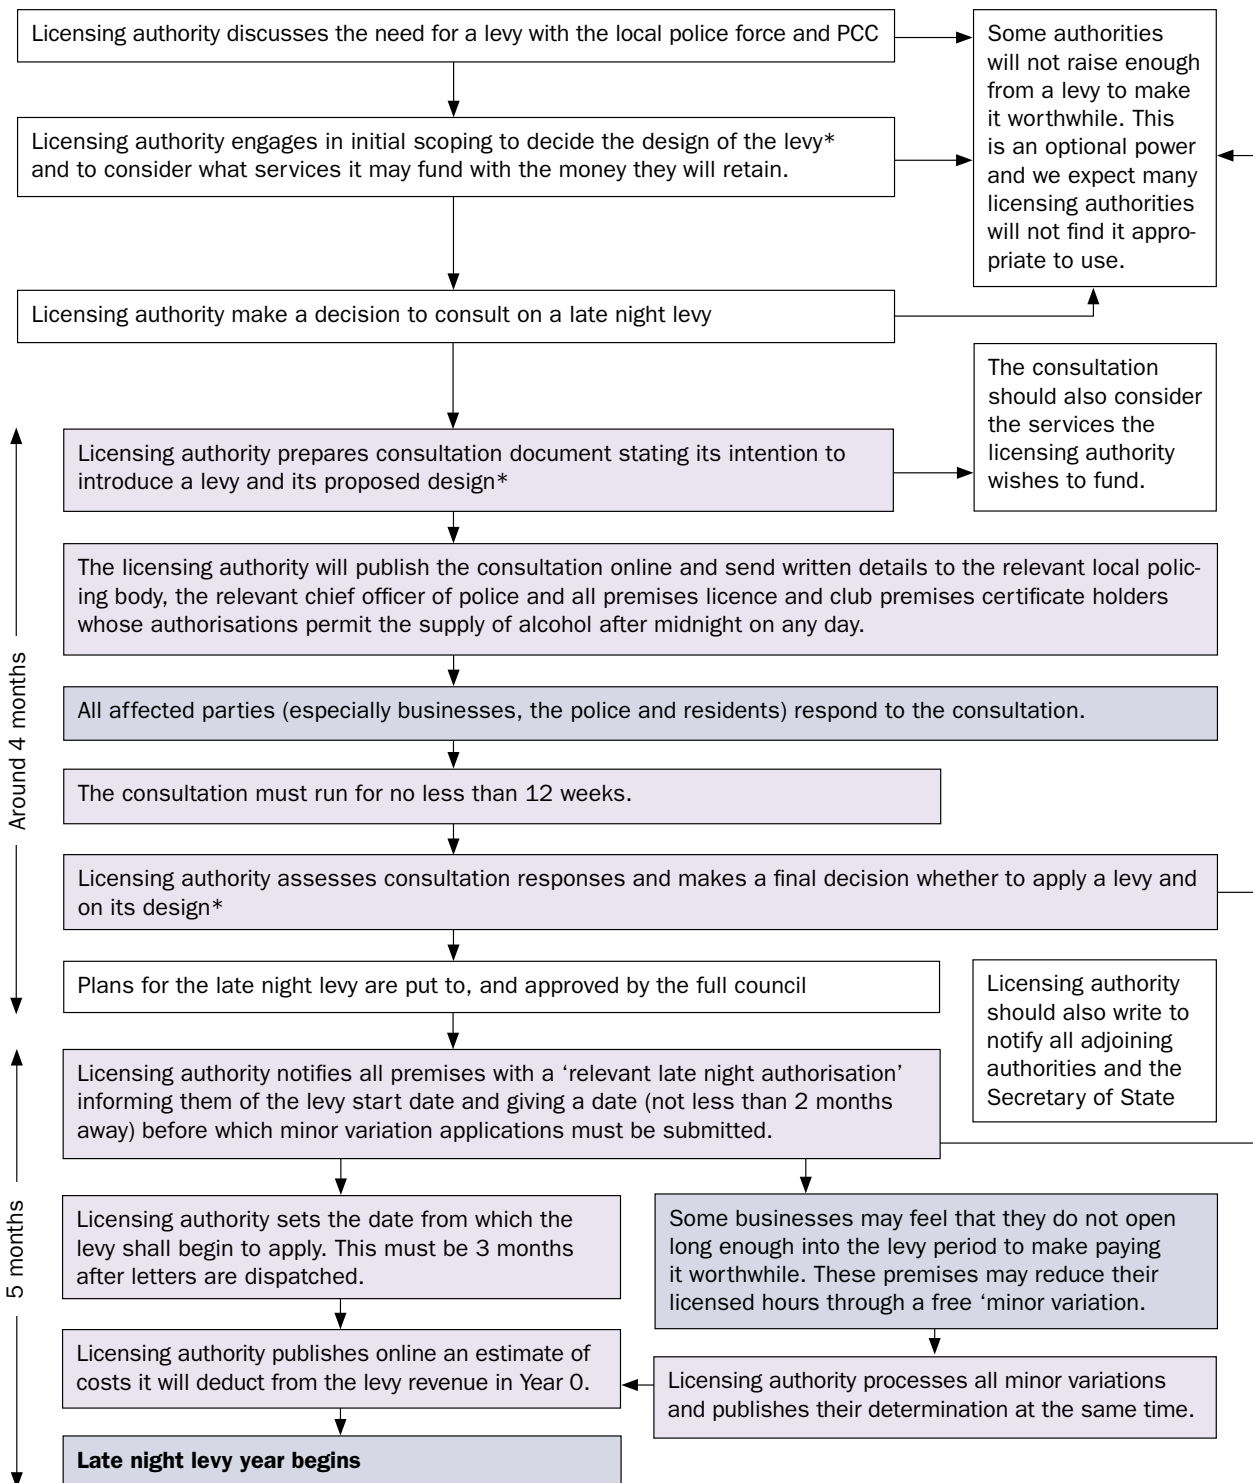 Licensing authority discusses the need for a levy with the local police force and PCC
Some authorities
will not raise enough
from a levy to make
it worthwhile. This
is an optional power
and we expect many
licensing authorities
will not find it appro-
priate to use.
Licensing authority engages in initial scoping to decide the design of the levy*
and to consider what services it may fund with the money they will retain.
Licensing authority make a decision to consult on a late night levy
The consultation
should also consider
the services the
licensing authority
wishes to fund.
Around 4 months
Licensing authority prepares consultation document stating its intention to
introduce a levy and its proposed design*
The licensing authority will publish the consultation online and send written details to the relevant local polic-
ing body, the relevant chief officer of police and all premises licence and club premises certificate holders
whose authorisations permit the supply of alcohol after midnight on any day.
All affected parties (especially businesses, the police and residents) respond to the consultation.
The consultation must run for no less than 12 weeks.
Licensing authority assesses consultation responses and makes a final decision whether to apply a levy and
on its design*
Plans for the late night levy are put to, and approved by the full council
Licensing authority
should also write to
notify all adjoining
authorities and the
Secretary of State
5 months
Licensing authority notifies all premises with a ‘relevant late night authorisation’
informing them of the levy start date and giving a date (not less than 2 months
away) before which minor variation applications must be submitted.
Licensing authority sets the date from which the
levy shall begin to apply. This must be 3 months
after letters are dispatched.
Some businesses may feel that they do not open
long enough into the levy period to make paying
it worthwhile. These premises may reduce their
licensed hours through a free ‘minor variation.
Licensing authority publishes online an estimate of
costs it will deduct from the levy revenue in Year 0.
Licensing authority processes all minor variations
and publishes their determination at the same time.
Late night levy year begins